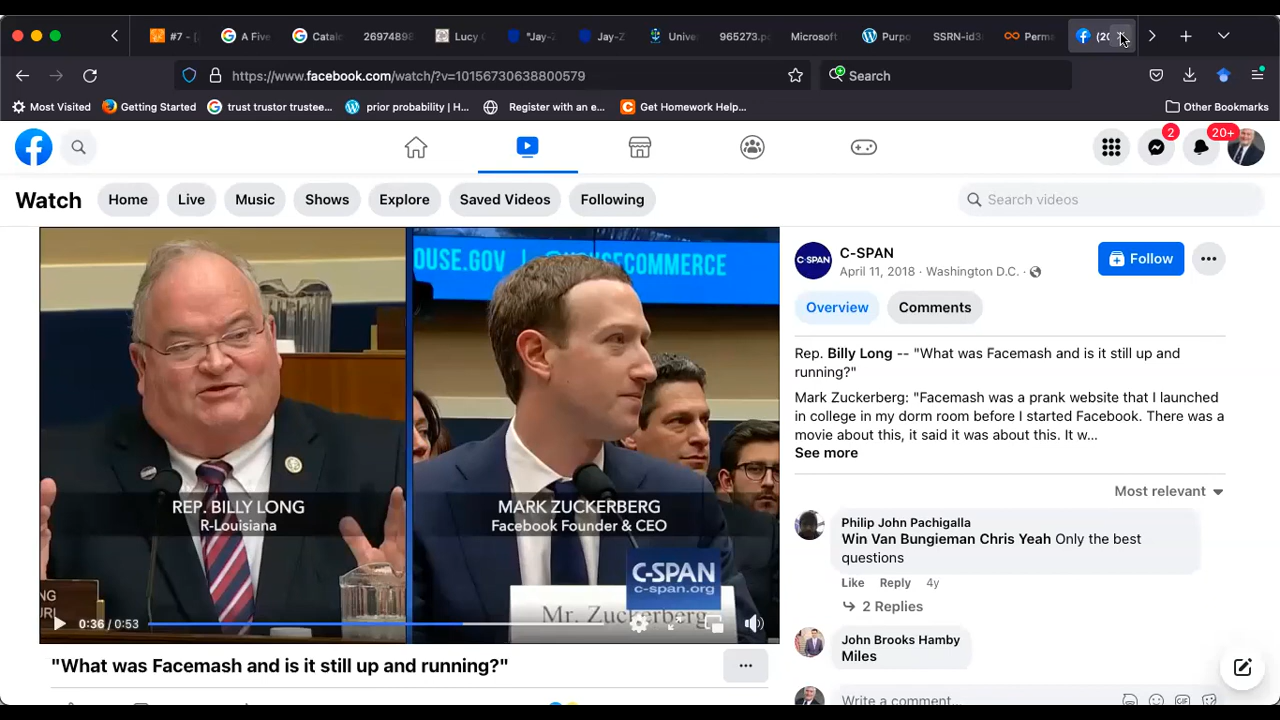 #7 - [
A Five
Catal
26974898
Lucy
"Jay-
Jay-Z
Univer
965273.p
Microsoft
Purpo
SSRN-id3
Perma
(20
https://www.facebook.com/watch/?v=10156730638800579
Search
Most Visited
Getting Started
trust trustor trustee...
prior probability | H...
Register with an e...
Get Homework Help...
Other Bookmarks
2
20+
Watch
Home
Live
Music
Shows
Explore
Saved Videos
Following
Search videos
OUSE.GOV
COMMERCE
REP. BILLY LONG
R-Louisiana
MARK ZUCKERBERG
Facebook Founder & CEO
C-SPAN
c-span.org
Mr. Zuckerberg
0:36 / 0:53
"What was Facemash and is it still up and running?"
C-SPAN
C-SPAN
April 11, 2018 · Washington D.C. ·
Follow
Overview
Comments
Rep. Billy Long -- "What was Facemash and is it still up and
running?"
Mark Zuckerberg: "Facemash was a prank website that I launched
in college in my dorm room before I started Facebook. There was a
movie about this, it said it was about this. It w...
See more
Most relevant
Philip John Pachigalla
Win Van Bungieman Chris Yeah Only the best
questions
Like Reply 4y
2 Replies
John Brooks Hamby
Miles
Write a comment...
GIF